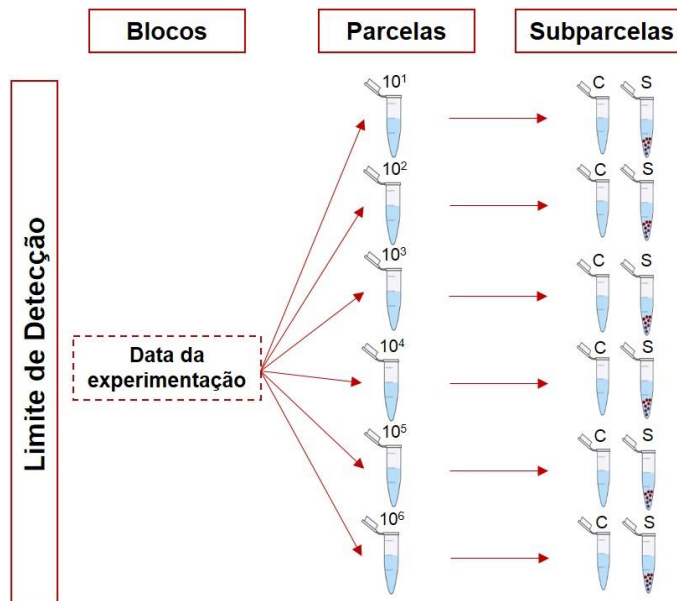 Blocos
Parcelas
Subparcelas
Limite de Detecção
Data da
experimentação
10¹
C S
10²
C S
10³
C S
10⁴
C S
10⁵
C S
10⁶
C S